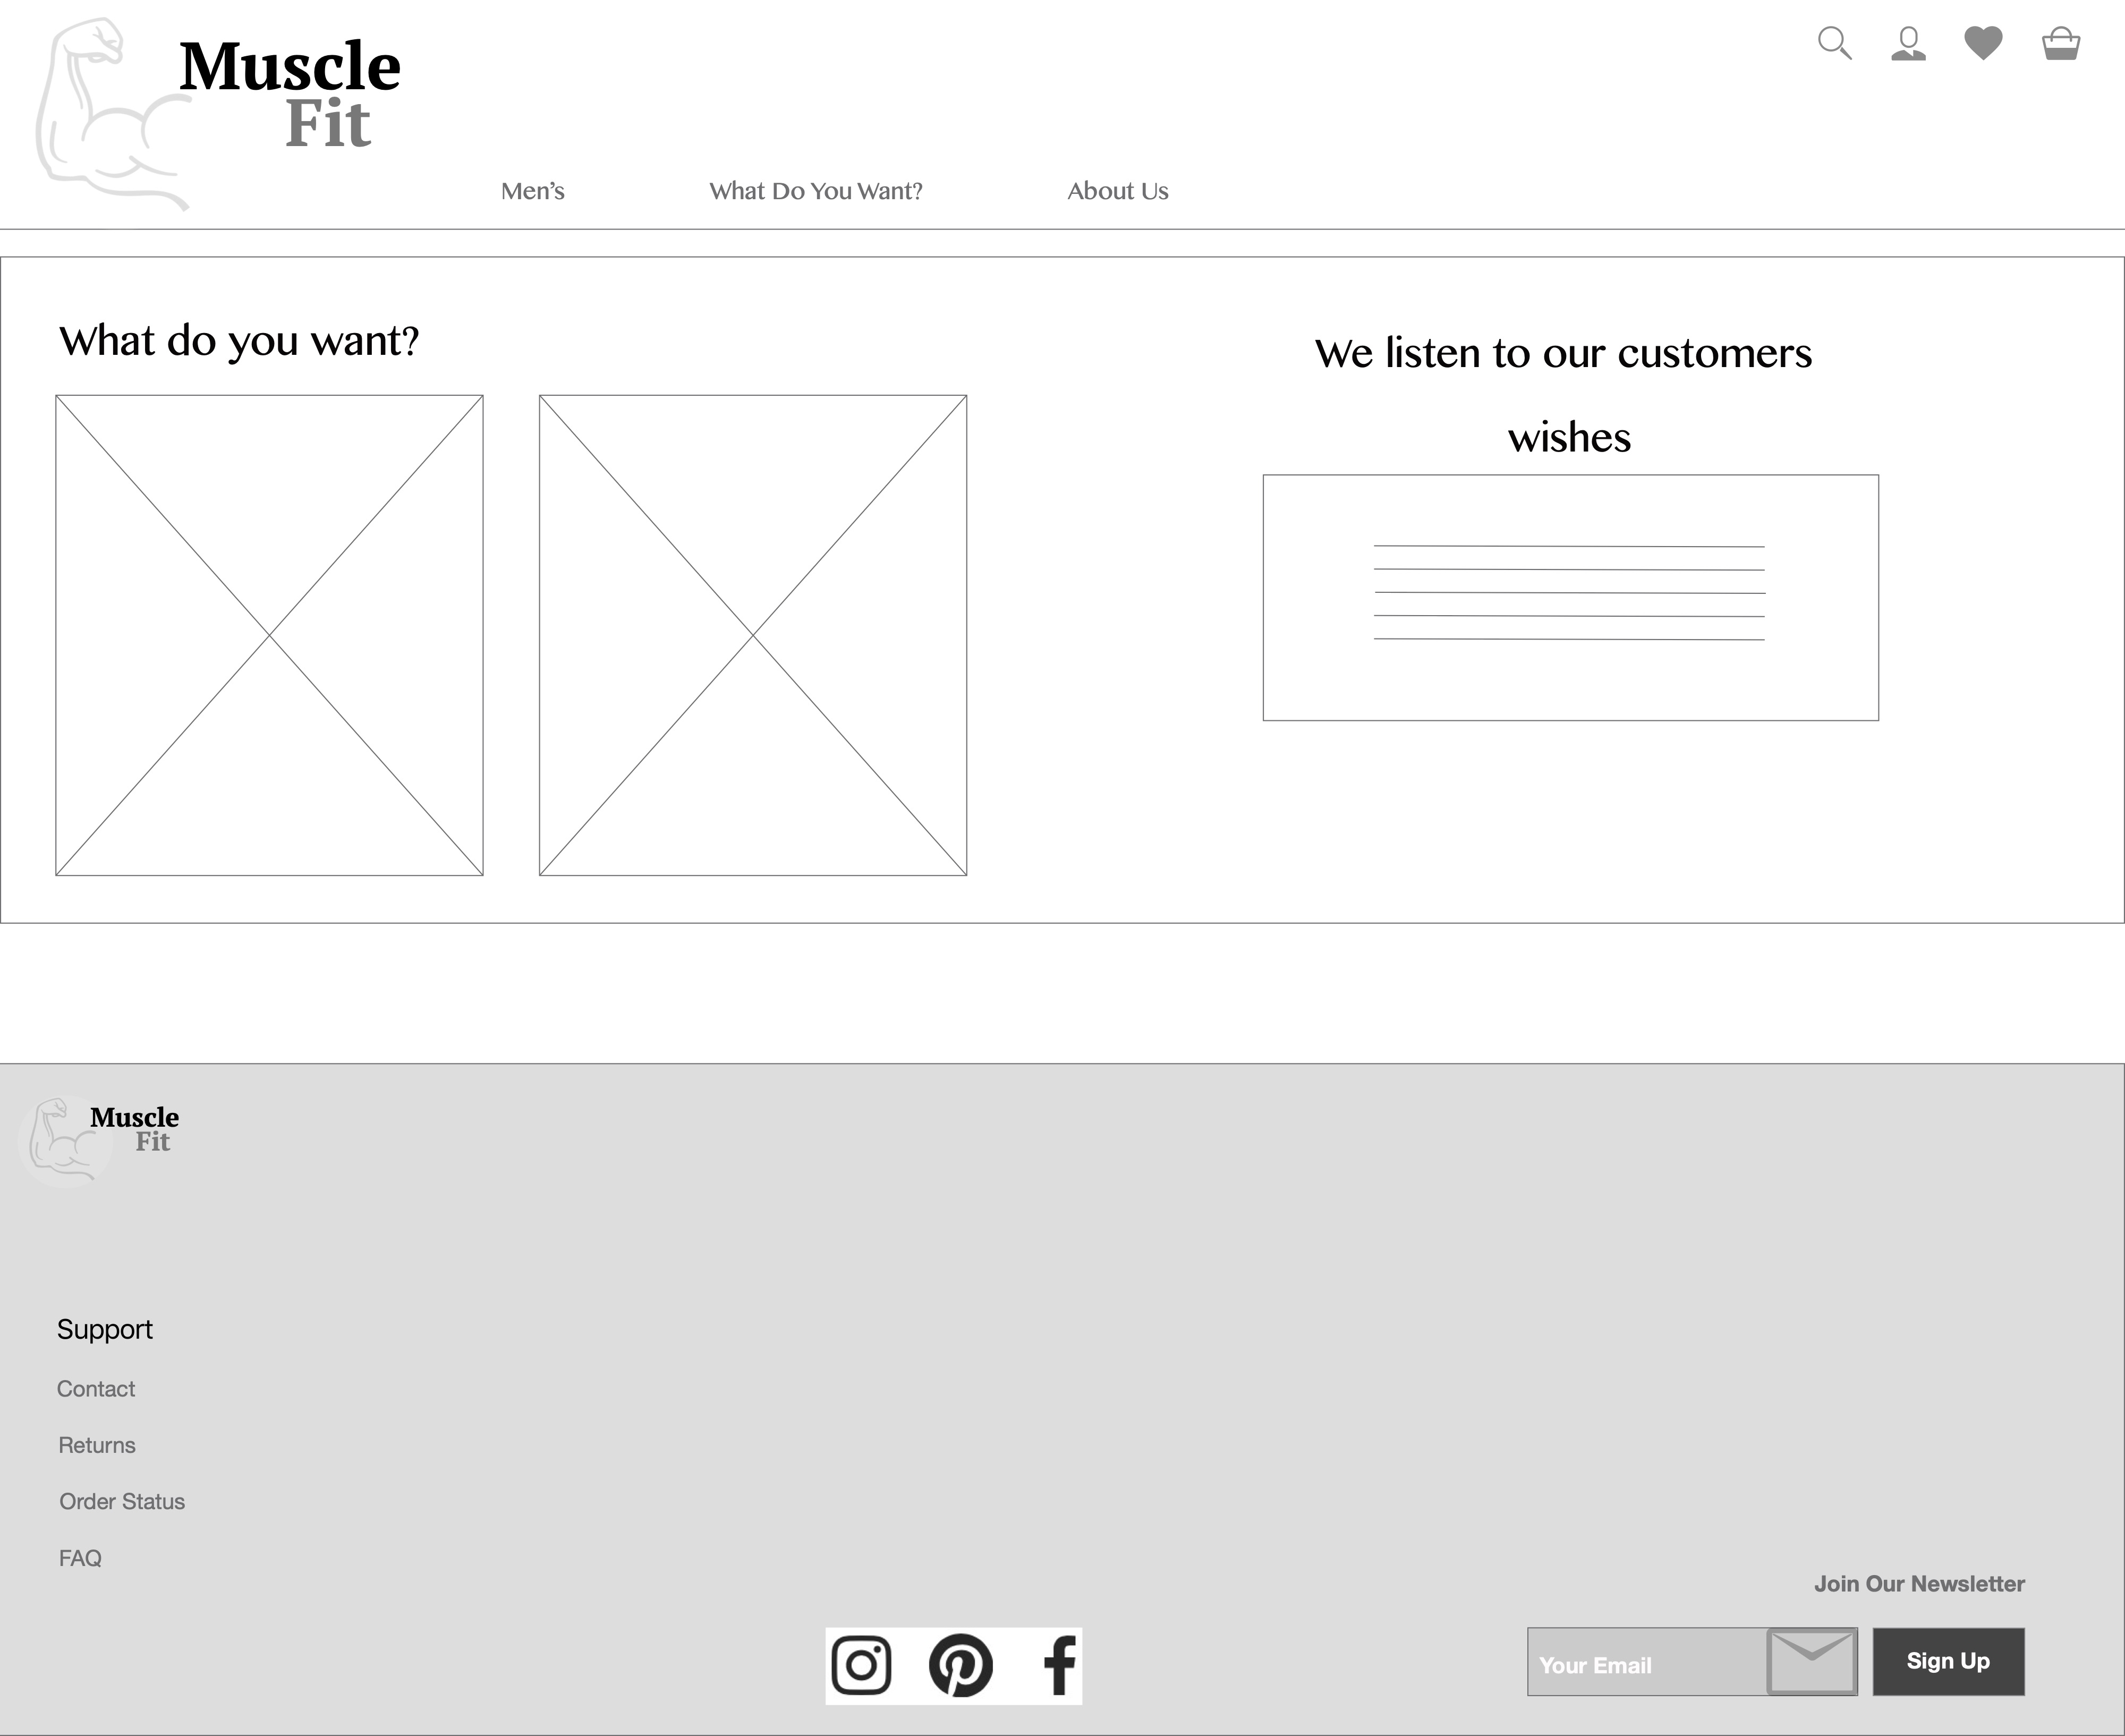 Muscle
Fit
Men's
What Do You Want?
About Us
What do you want?
We listen to our customers
wishes
Muscle
Fit
Support
Contact
Returns
Order Status
FAQ
Join Our Newsletter
Your Email
Sign Up